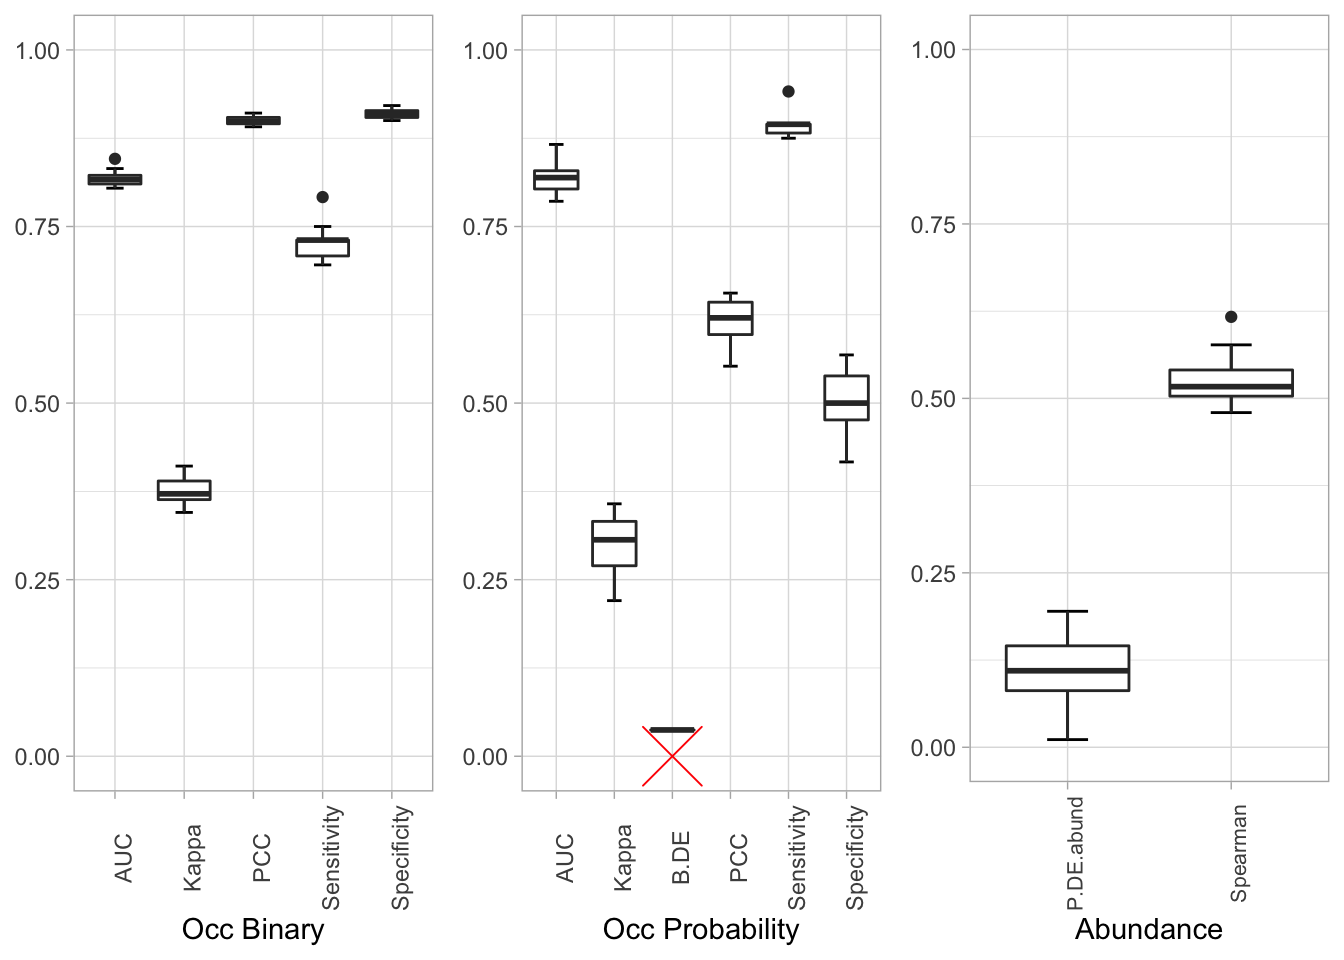 1.00
0.75
0.50
0.25
0.00
AUC
Kappa
PCC
Sensitivity
Specificity
Occ Binary
1.00
0.75
0.50
0.25
0.00
AUC
Kappa
B.DE
PCC
Sensitivity
Specificity
Occ Probability
1.00
0.75
0.50
0.25
0.00
P.DE.abund
Spearman
Abundance